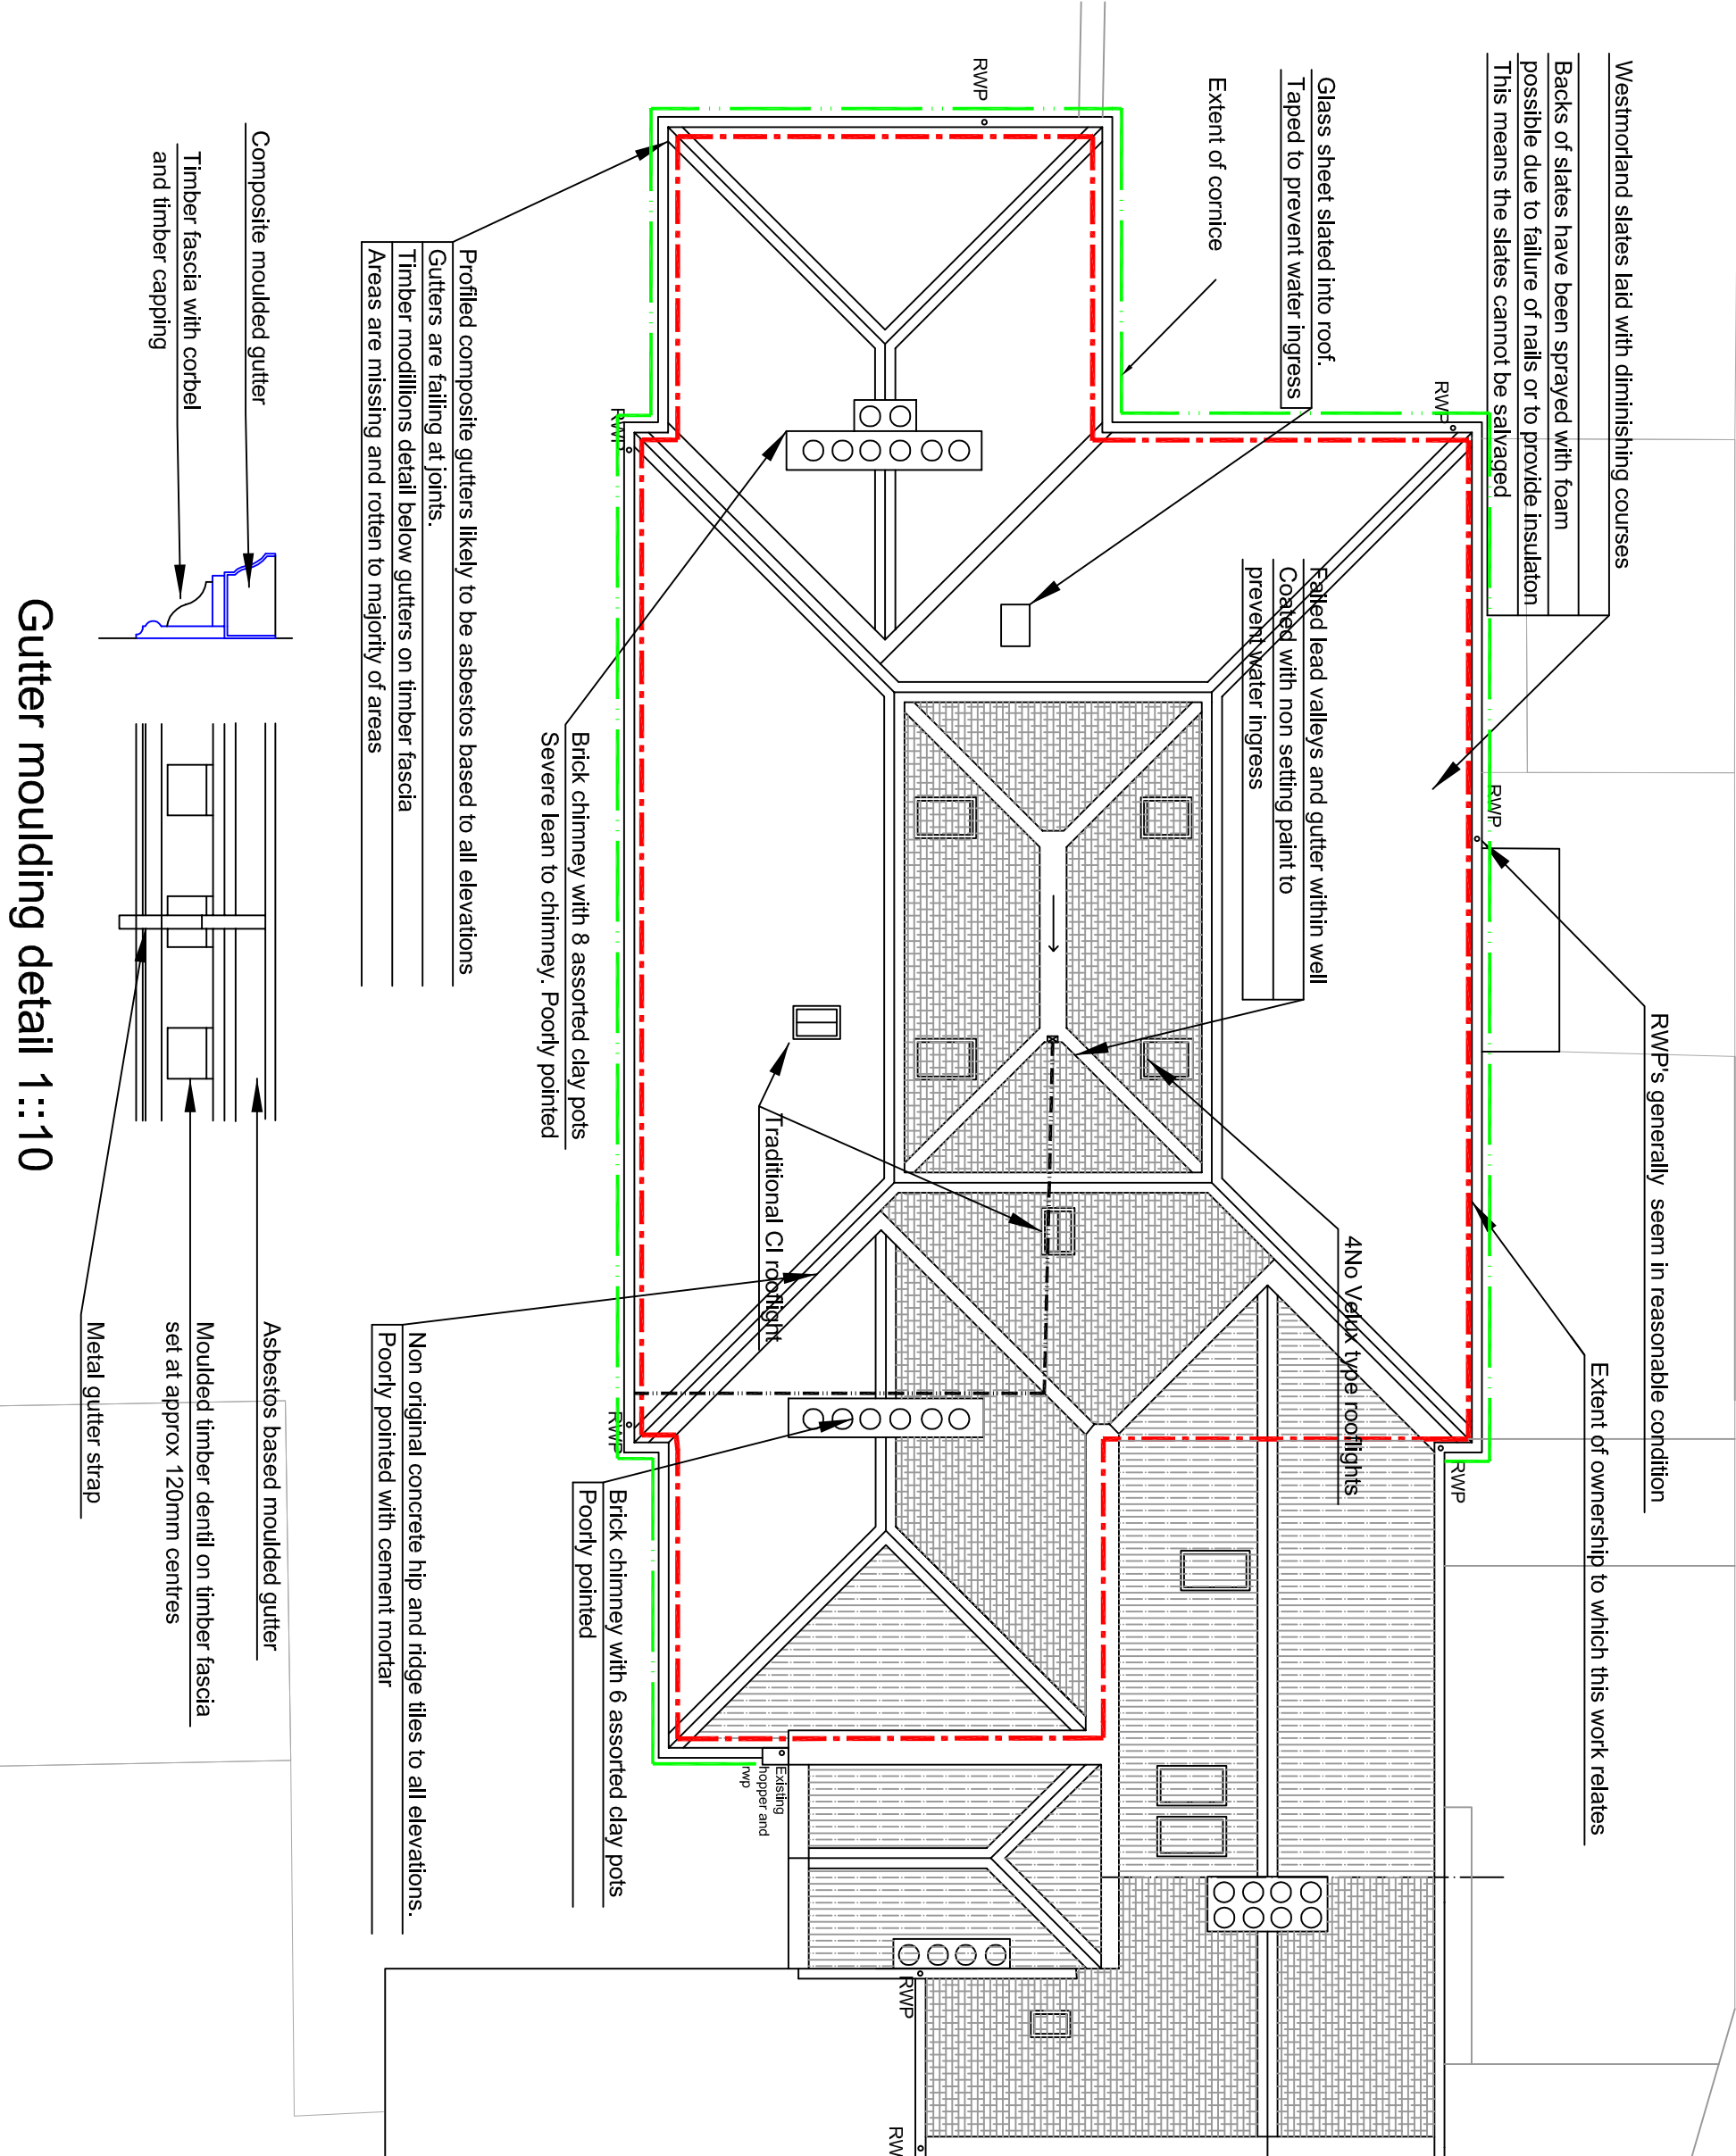 Westmorland slates laid with diminishing courses
Backs of slates have been sprayed with foam
possible due to failure of nails or to provide insulaton
This means the slates cannot be salvaged
RWP's generally seem in reasonable condition
Extent of ownership to which this work relates
RWP
RWP
RWP
Glass sheet slated into roof.
Taped to prevent water ingress
Failed lead valleys and gutter within well
Coated with non setting paint to
prevent water ingress
4No Velux type rooflights
Extent of cornice
RWP
Traditional CI rooflight
RWP
RWP
Existing
hopper and
rwp
RWP
Brick chimney with 8 assorted clay pots
Severe lean to chimney. Poorly pointed
Brick chimney with 6 assorted clay pots
Poorly pointed
Profiled composite gutters likely to be asbestos based to all elevations
Gutters are failing at joints.
Timber modillions detail below gutters on timber fascia
Areas are missing and rotten to majority of areas
Non original concrete hip and ridge tiles to all elevations.
Poorly pointed with cement mortar
Composite moulded gutter
Timber fascia with corbel
and timber capping
Asbestos based moulded gutter
Moulded timber dentil on timber fascia
set at approx 120mm centres
Metal gutter strap
Gutter moulding detail 1::10